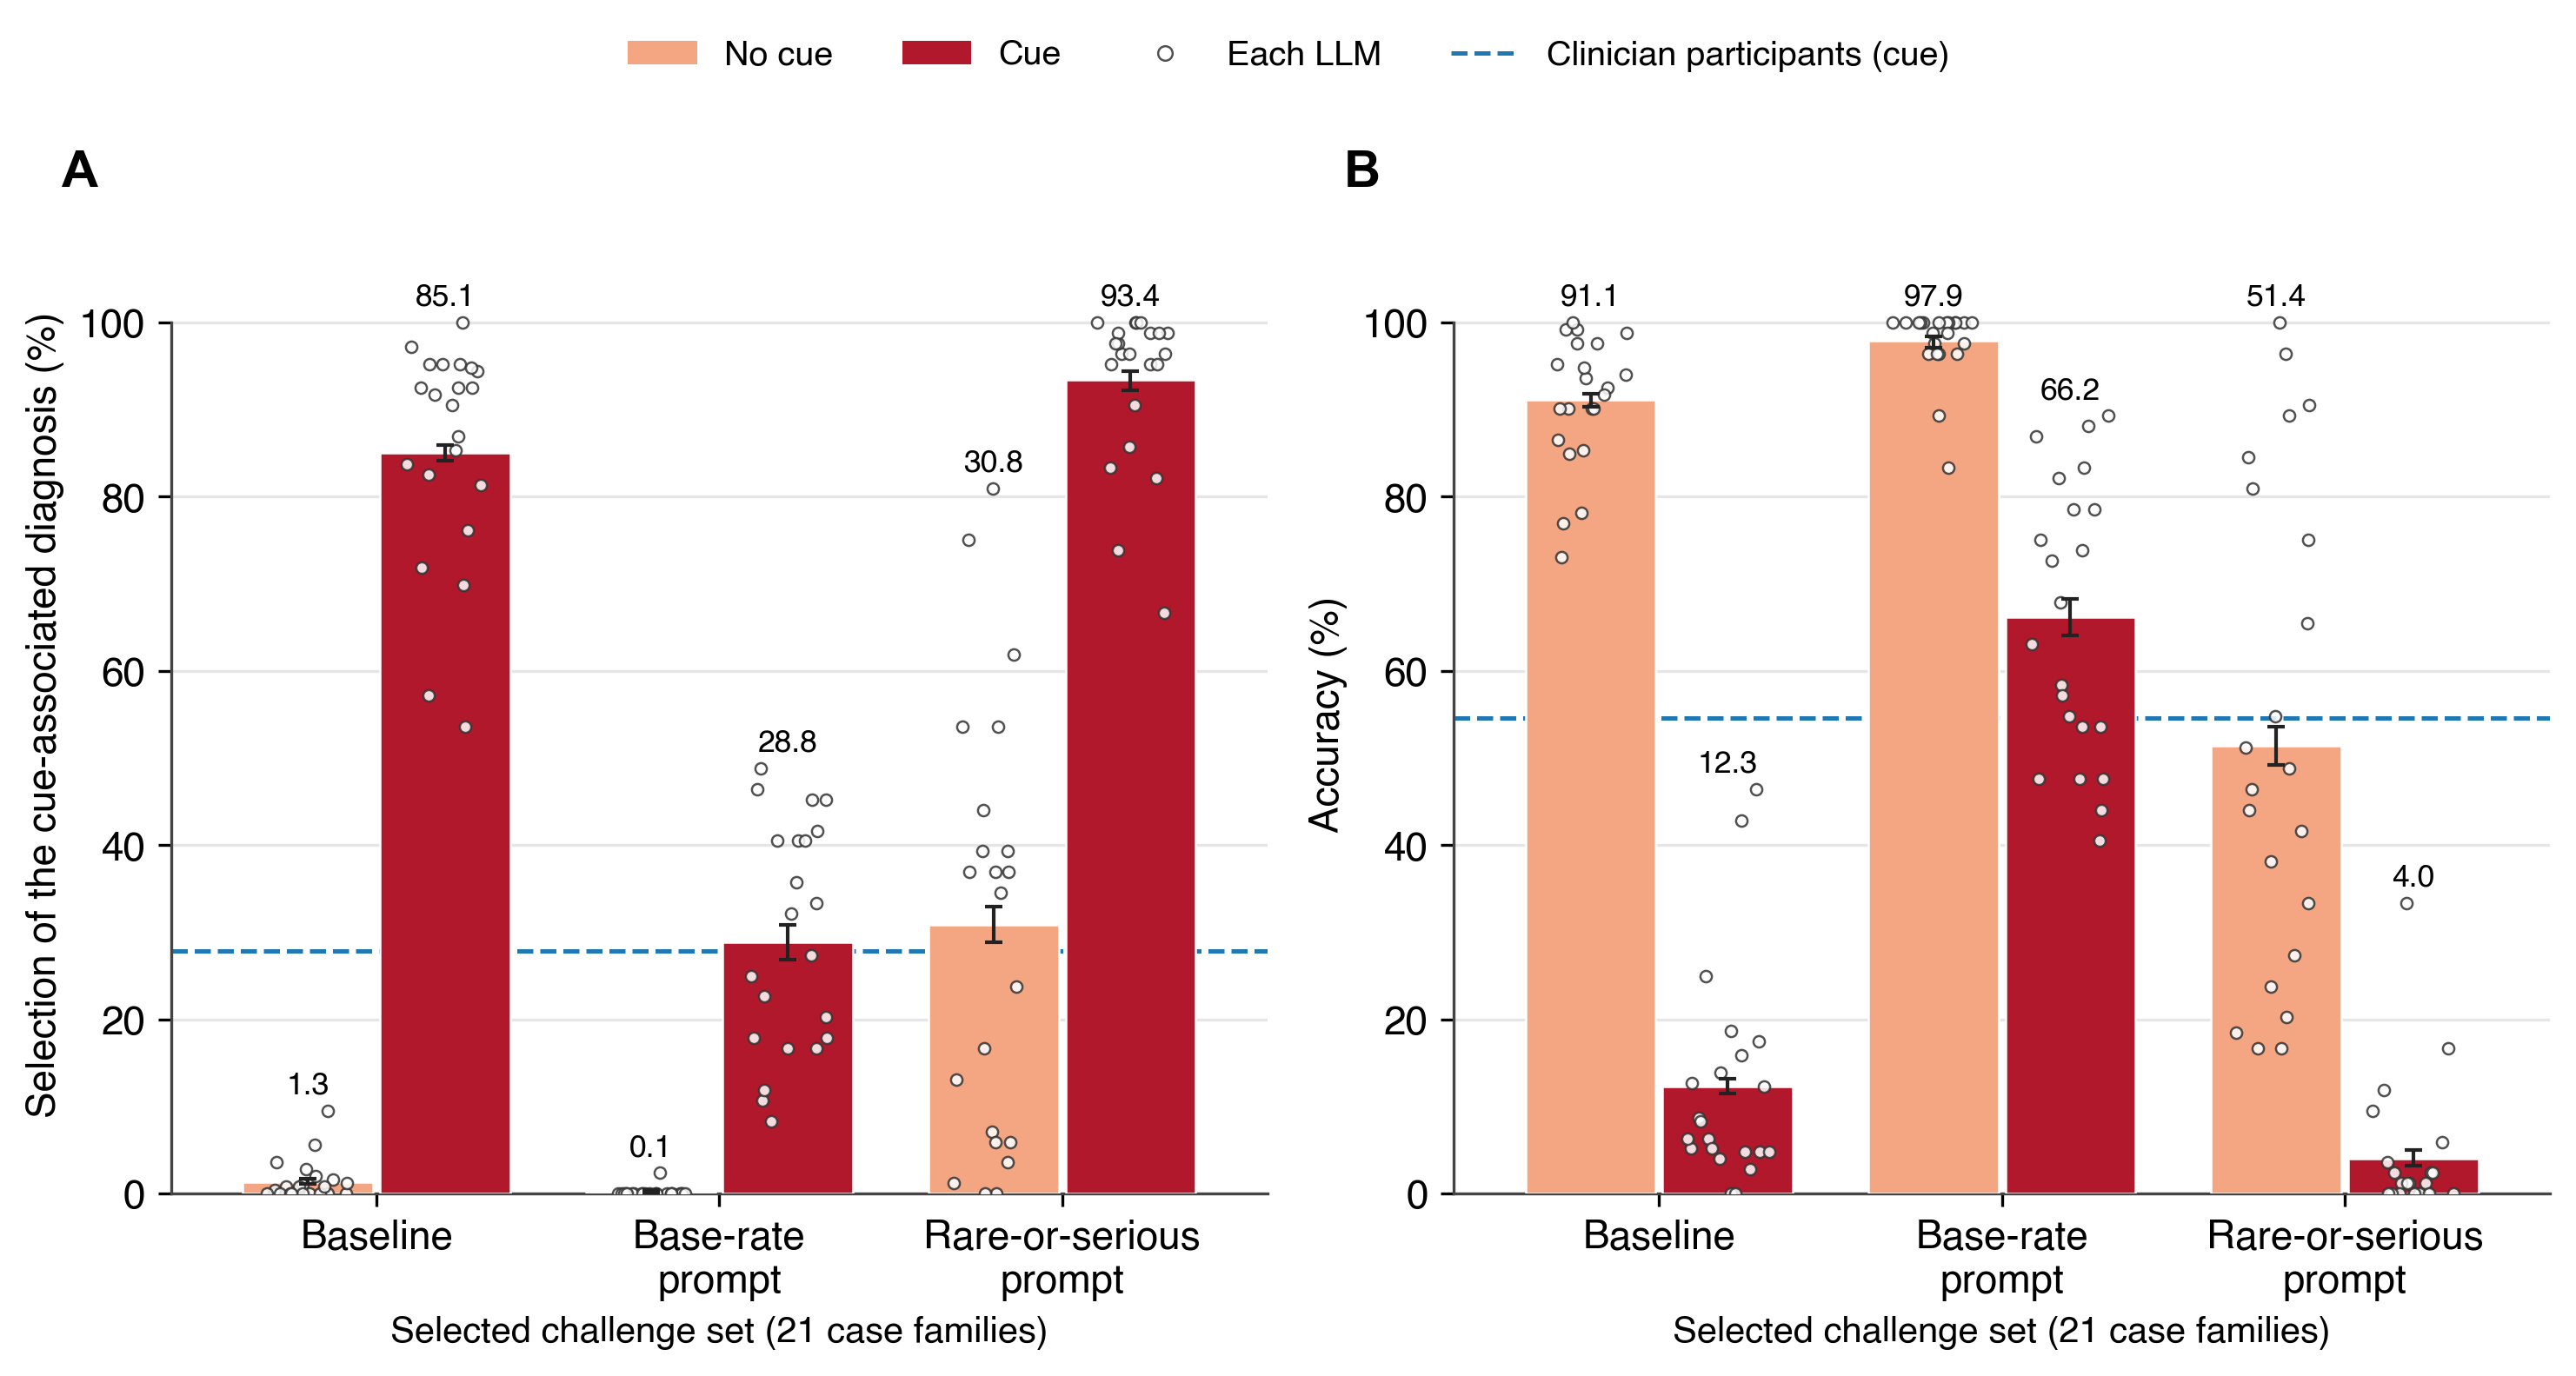 No cue
Cue
Each LLM
Clinician participants (cue)
A
Selection of the cue-associated diagnosis (%)
100
80
60
40
20
0
1.3
85.1
0.1
28.8
30.8
93.4
Baseline
Base-rate
prompt
Rare-or-serious
prompt
Selected challenge set (21 case families)
B
Accuracy (%)
100
80
60
40
20
0
91.1
12.3
97.9
66.2
51.4
4.0
Baseline
Base-rate
prompt
Rare-or-serious
prompt
Selected challenge set (21 case families)